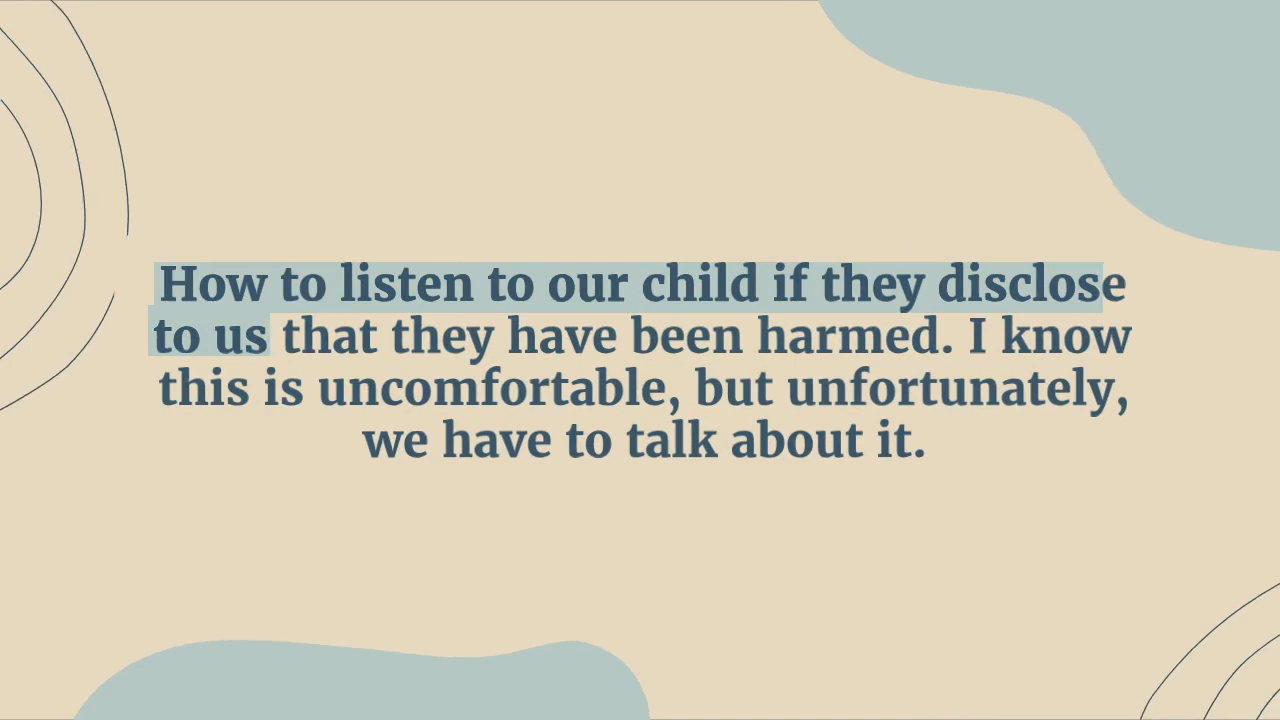 How to listen to our child if they disclose
to us that they have been harmed. I know
this is uncomfortable, but unfortunately,
we have to talk about it.